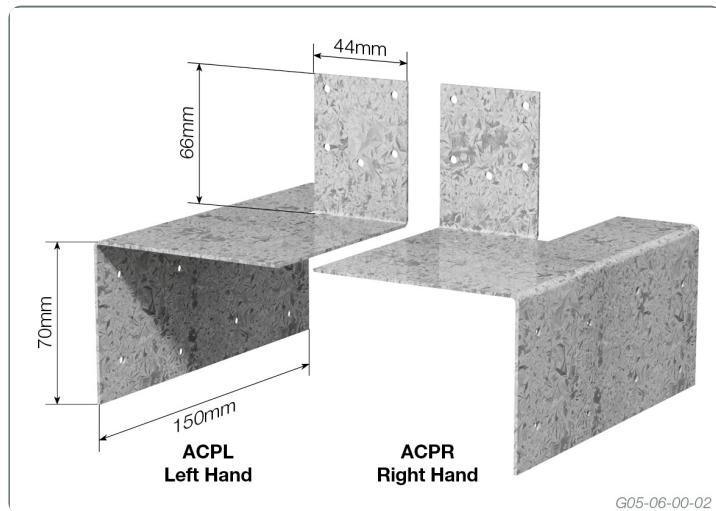 44mm
66mm
70mm
150mm
ACPL
Left Hand
ACPR
Right Hand
G05-06-00-02